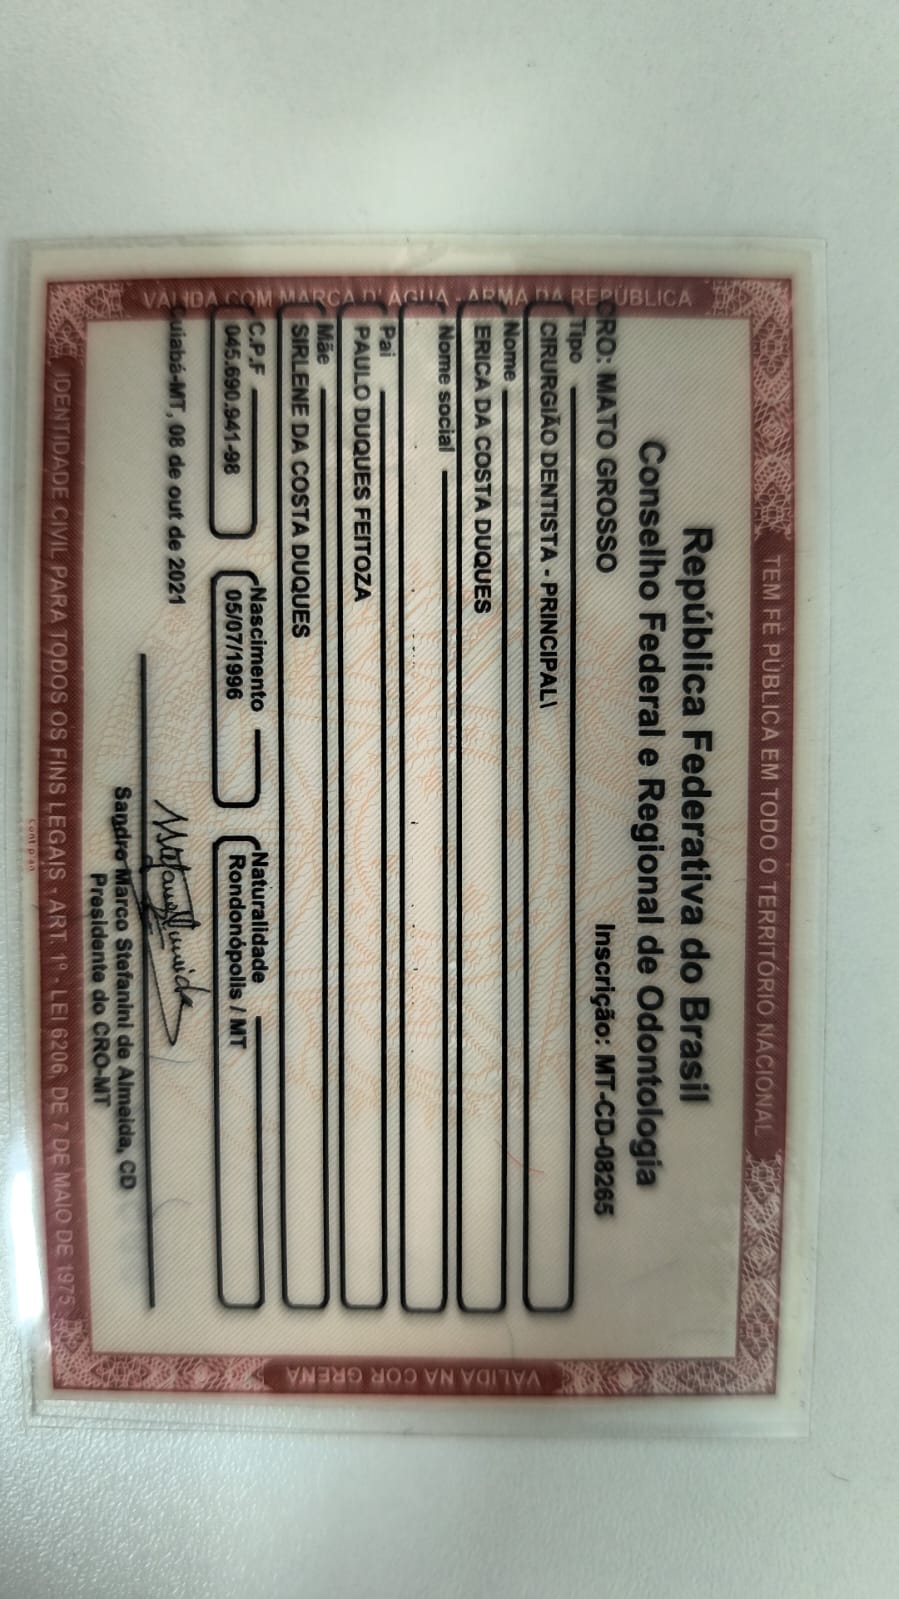 TEM FÉ PÚBLICA EM TODO O TERRITÓRIO NACIONAL
República Federativa do Brasil
Conselho Federal e Regional de Odontologia
CRO: MATO GROSSO Inscrição: MT-CD-08265
Tipo
CIRURGIÃO DENTISTA - PRINCIPAL\
Nome
ERICA DA COSTA DUQUES
Nome social
Pai
PAULO DUQUES FEITOZA
Mãe
SIRLENE DA COSTA DUQUES
C.P.F Nascimento Naturalidade
045.690.941-98 05/07/1996 Rondonópolis / MT
Cuiabá-MT, 08 de out de 2021
Sandro Marco Stefanini de Almeida, CD
Presidente do CRO-MT
IDENTIDADE CIVIL PARA TODOS OS FINS LEGAIS - ART. 1º - LEI 6206, DE 7 DE MAIO DE 1975
VALIDA COM MARCA D'ÁGUA - ARMA DA REPÚBLICA
VALIDA NA COR GRENÁ